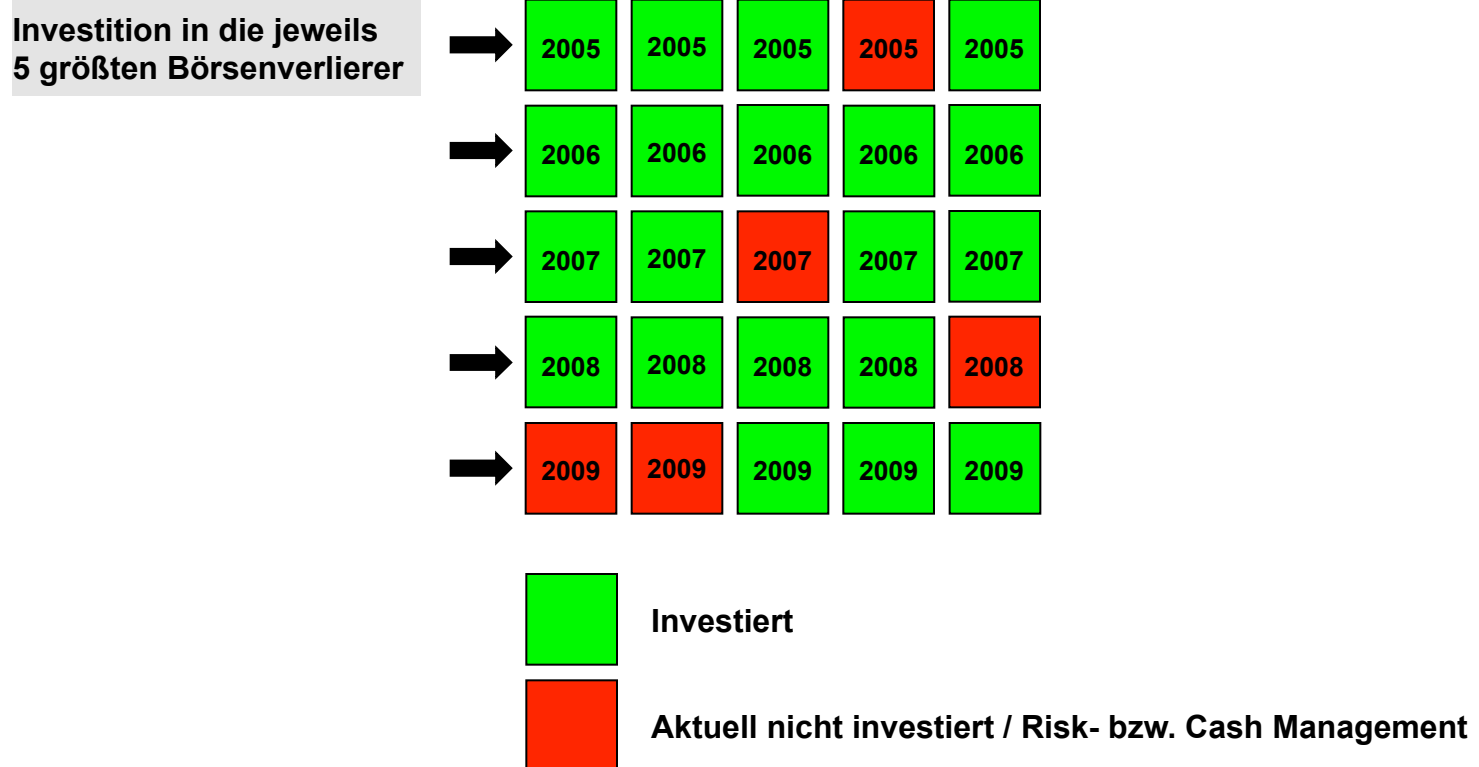 Investition in die jeweils
5 größten Börsenverlierer
2005 2005 2005 2005 2005
2006 2006 2006 2006 2006
2007 2007 2007 2007 2007
2008 2008 2008 2008 2008
2009 2009 2009 2009 2009
Investiert
Aktuell nicht investiert / Risk- bzw. Cash Management